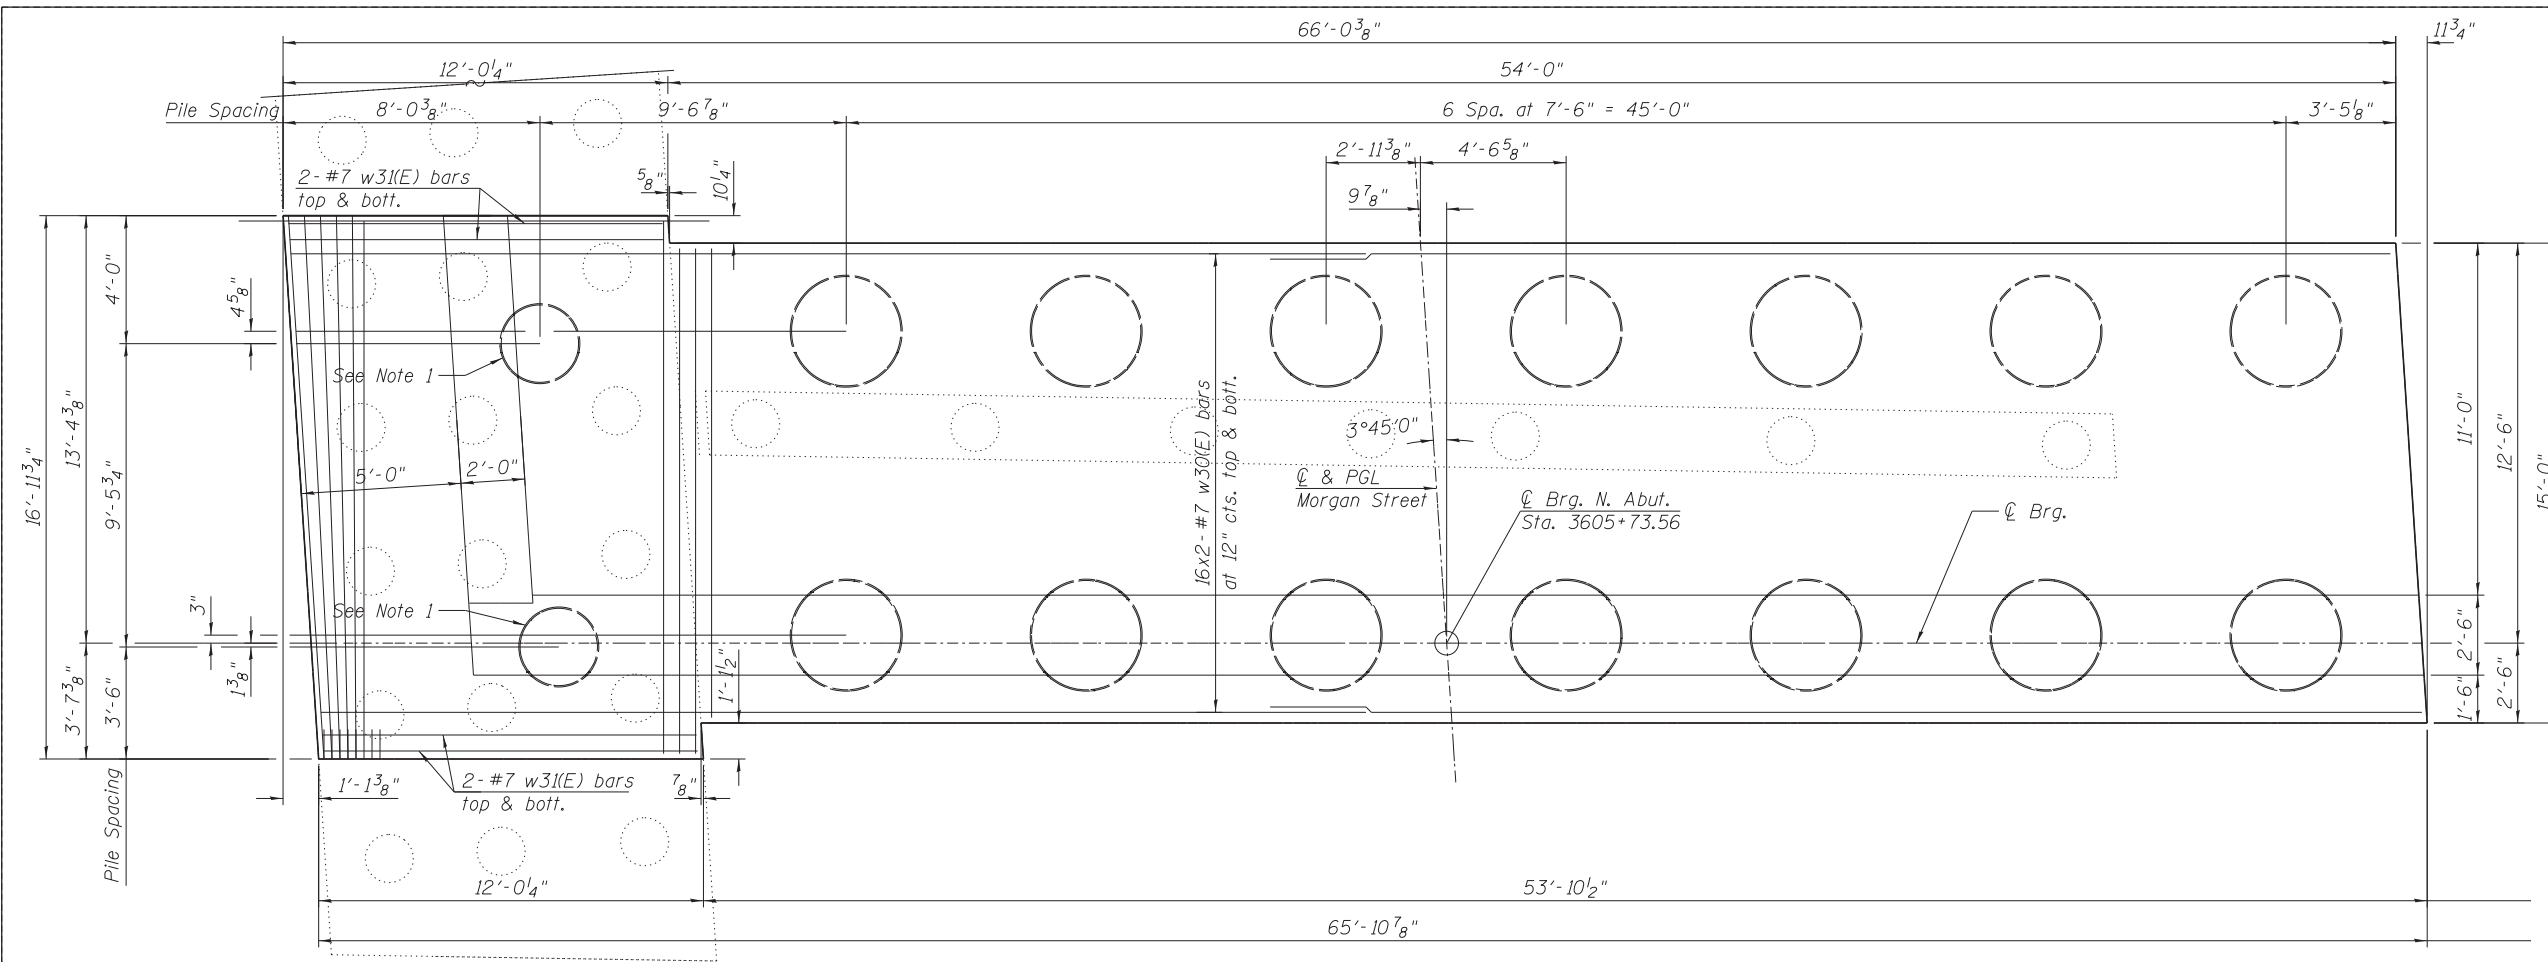 66′-0 3/8"
11 3/4"
12′-0 1/4"
54′-0"
Pile Spacing
8′-0 3/8"
9′-6 7/8"
6 Spa. at 7′-6" = 45′-0"
3′-5 1/8"
2′-11 3/8"
4′-6 5/8"
2- #7 w31(E) bars
top & bott.
5/8"
10 1/4"
9 7/8"
4′-0"
4 5/8"
See Note 1
13′-4 3/8"
16′-11 3/4"
9′-5 3/4"
5′-0"
2′-0"
16x2- #7 w30(E) bars
at 12" cts. top & bott.
3°45′0"
℄ & PGL
Morgan Street
℄ Brg. N. Abut.
Sta. 3605+73.56
℄ Brg.
11′-0"
12′-6"
15′-0"
3"
See Note 1
3′-7 3/8"
3′-6"
1 3/8"
1′-1 1/2"
2′-6"
1′-6"
2′-6"
Pile Spacing
1′-1 3/8"
2- #7 w31(E) bars
top & bott.
7/8"
12′-0 1/4"
53′-10 1/2"
65′-10 7/8"